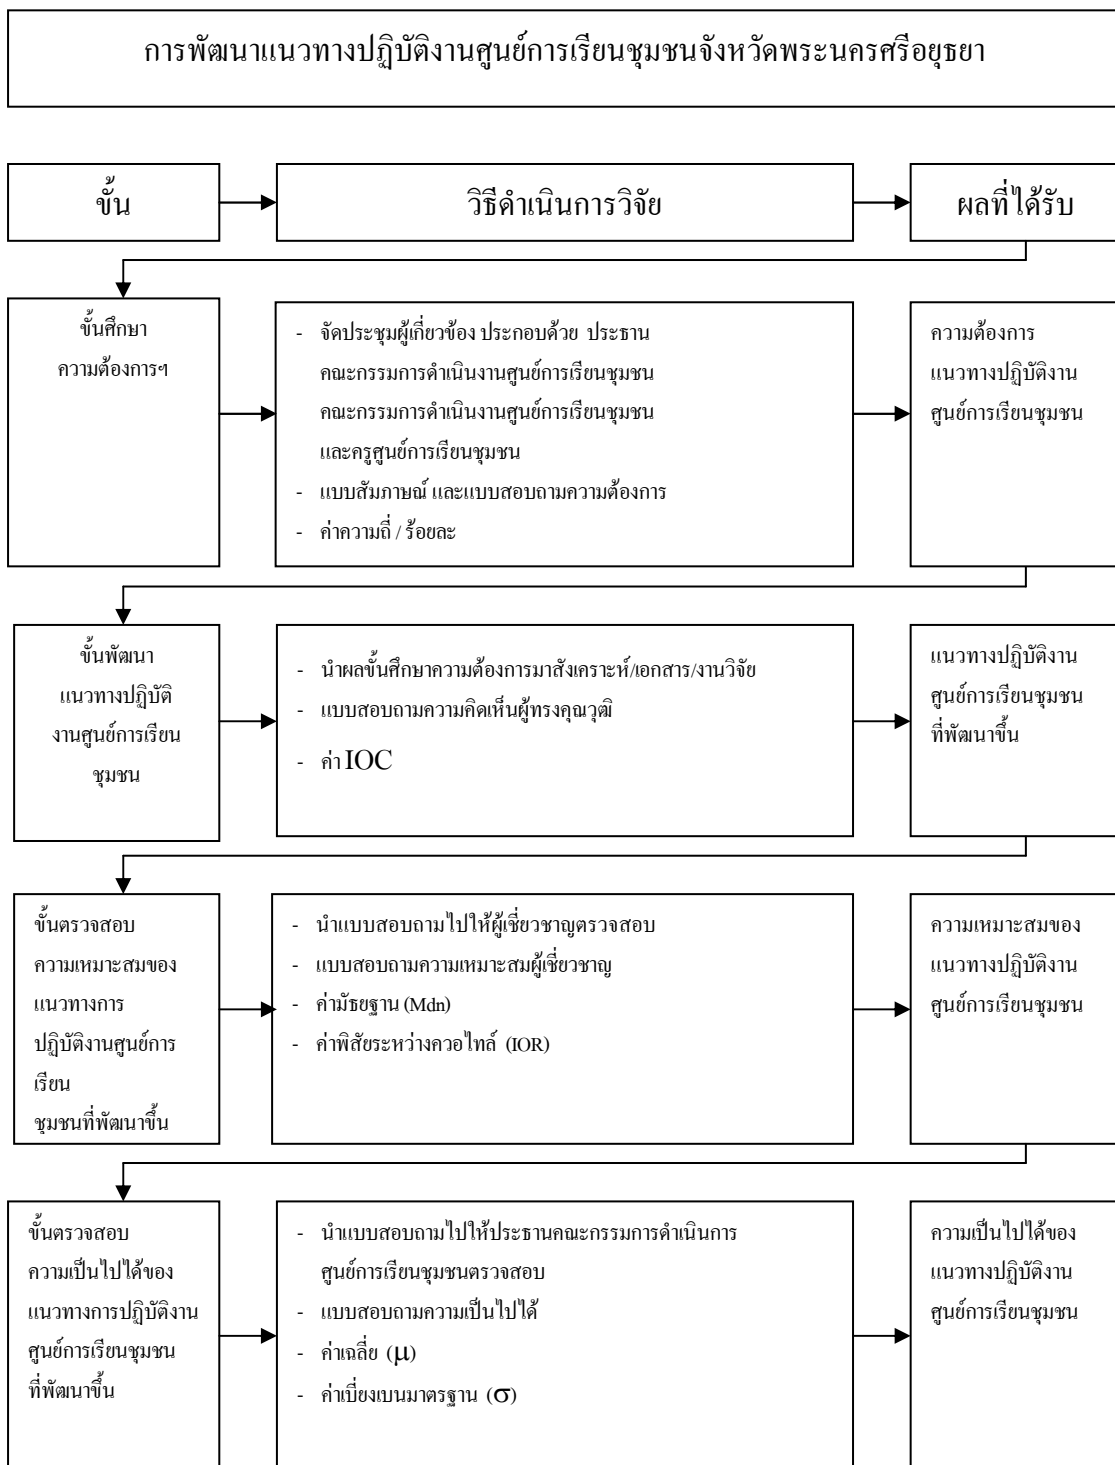 การพัฒนาแนวทางปฏิบัติงานศูนย์การเรียนชุมชนจังหวัดพระนครศรีอยุธยา
ขั้น
วิธีดำเนินการวิจัย
ผลที่ได้รับ
ขั้นศึกษา
ความต้องการฯ
- จัดประชุมผู้เกี่ยวข้อง ประกอบด้วย ประธาน
คณะกรรมการดำเนินงานศูนย์การเรียนชุมชน
คณะกรรมการดำเนินงานศูนย์การเรียนชุมชน
และครูศูนย์การเรียนชุมชน
- แบบสัมภาษณ์ และแบบสอบถามความต้องการ
- ค่าความถี่ / ร้อยละ
ความต้องการ
แนวทางปฏิบัติงาน
ศูนย์การเรียนชุมชน
ขั้นพัฒนา
แนวทางปฏิบัติ
งานศูนย์การเรียน
ชุมชน
- นำผลขั้นศึกษาความต้องการมาสังเคราะห์/เอกสาร/งานวิจัย
- แบบสอบถามความคิดเห็นผู้ทรงคุณวุฒิ
- ค่า IOC
แนวทางปฏิบัติงาน
ศูนย์การเรียนชุมชน
ที่พัฒนาขึ้น
ขั้นตรวจสอบ
ความเหมาะสมของ
แนวทางการ
ปฏิบัติงานศูนย์การ
เรียน
ชุมชนที่พัฒนาขึ้น
- นำแบบสอบถามไปให้ผู้เชี่ยวชาญตรวจสอบ
- แบบสอบถามความเหมาะสมผู้เชี่ยวชาญ
- ค่ามัธยฐาน (Mdn)
- ค่าพิสัยระหว่างควอไทล์ (IOR)
ความเหมาะสมของ
แนวทางปฏิบัติงาน
ศูนย์การเรียนชุมชน
ขั้นตรวจสอบ
ความเป็นไปได้ของ
แนวทางการปฏิบัติงาน
ศูนย์การเรียนชุมชน
ที่พัฒนาขึ้น
- นำแบบสอบถามไปให้ประธานคณะกรรมการดำเนินการ
ศูนย์การเรียนชุมชนตรวจสอบ
- แบบสอบถามความเป็นไปได้
- ค่าเฉลี่ย (μ)
- ค่าเบี่ยงเบนมาตรฐาน (σ)
ความเป็นไปได้ของ
แนวทางปฏิบัติงาน
ศูนย์การเรียนชุมชน